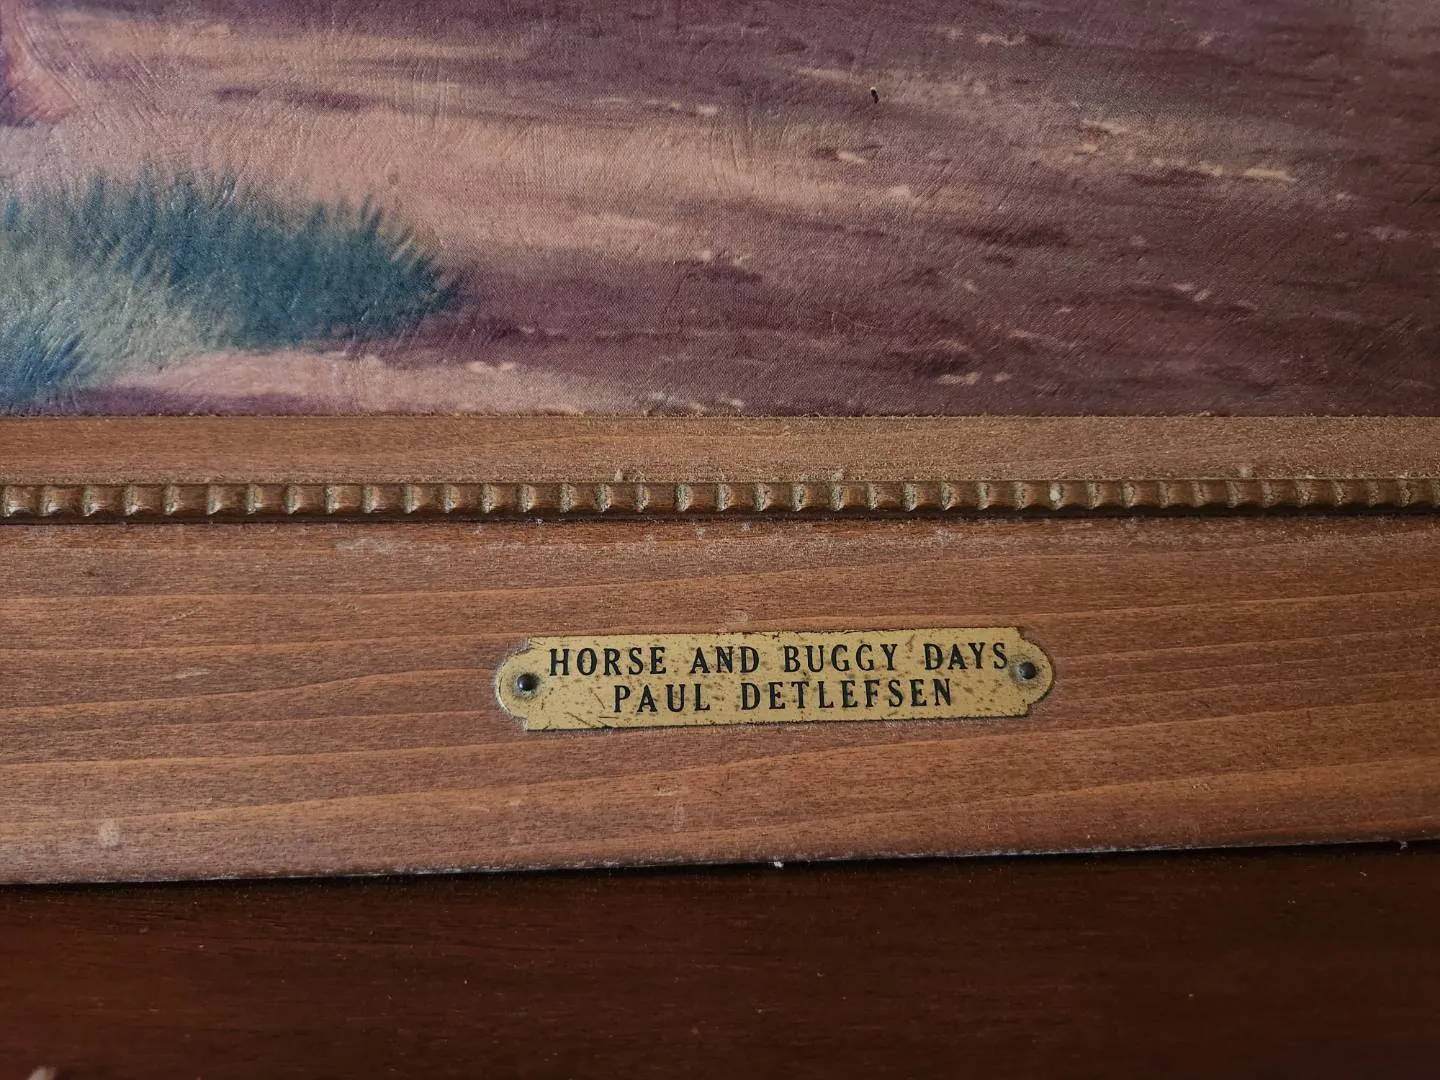 HORSE AND BUGGY DAYS
PAUL DETLEFSEN